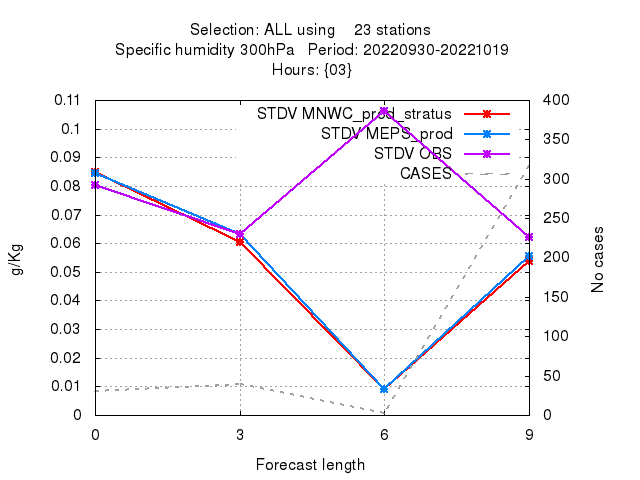 Selection: ALL using 23 stations
Specific humidity 300hPa Period: 20220930-20221019
Hours: {03}
0.11
0.1
0.09
0.08
0.07
0.06
0.05
0.04
0.03
0.02
0.01
0
400
350
300
250
200
150
100
50
0
STDV MNWC_prod_stratus
STDV MEPS_prod
STDV OBS
CASES
g/Kg
No cases
0 3 6 9
Forecast length